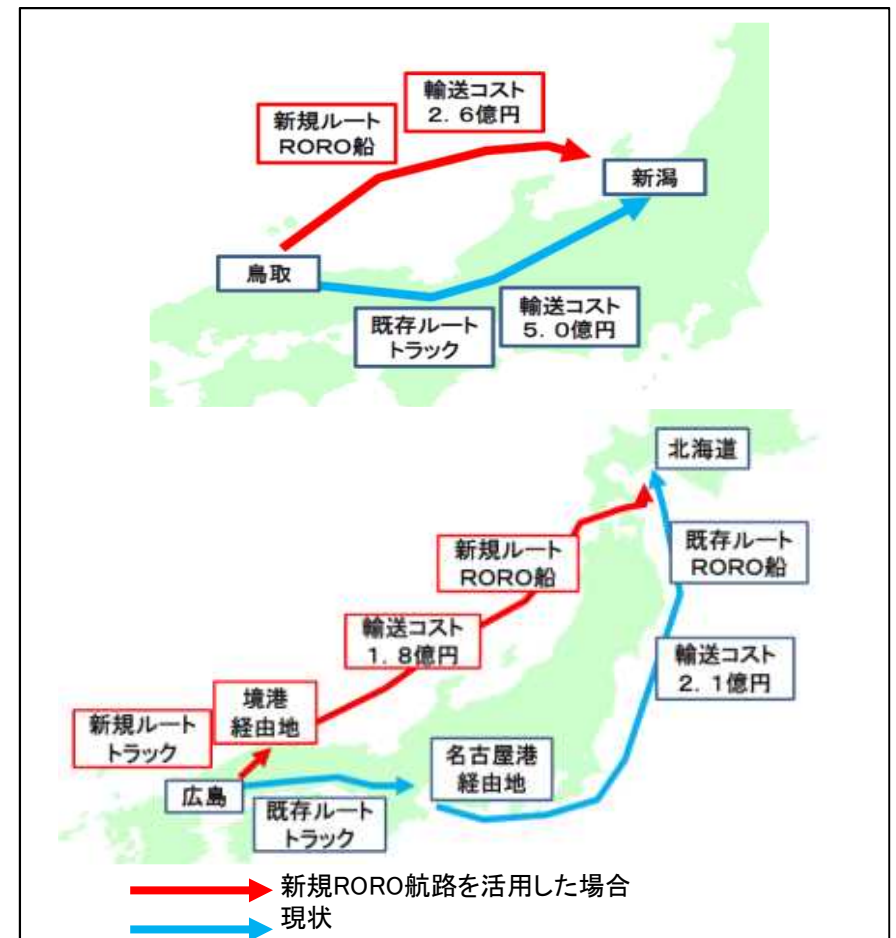 輸送コスト
2.6億円
新規ルート
RORO船
新潟
鳥取
輸送コスト
5.0億円
既存ルート
トラック
北海道
新規ルート
RORO船
既存ルート
RORO船
輸送コスト
1.8億円
輸送コスト
2.1億円
境港
経由地
新規ルート
トラック
名古屋港
経由地
広島
既存ルート
トラック
新規RORO航路を活用した場合
現状